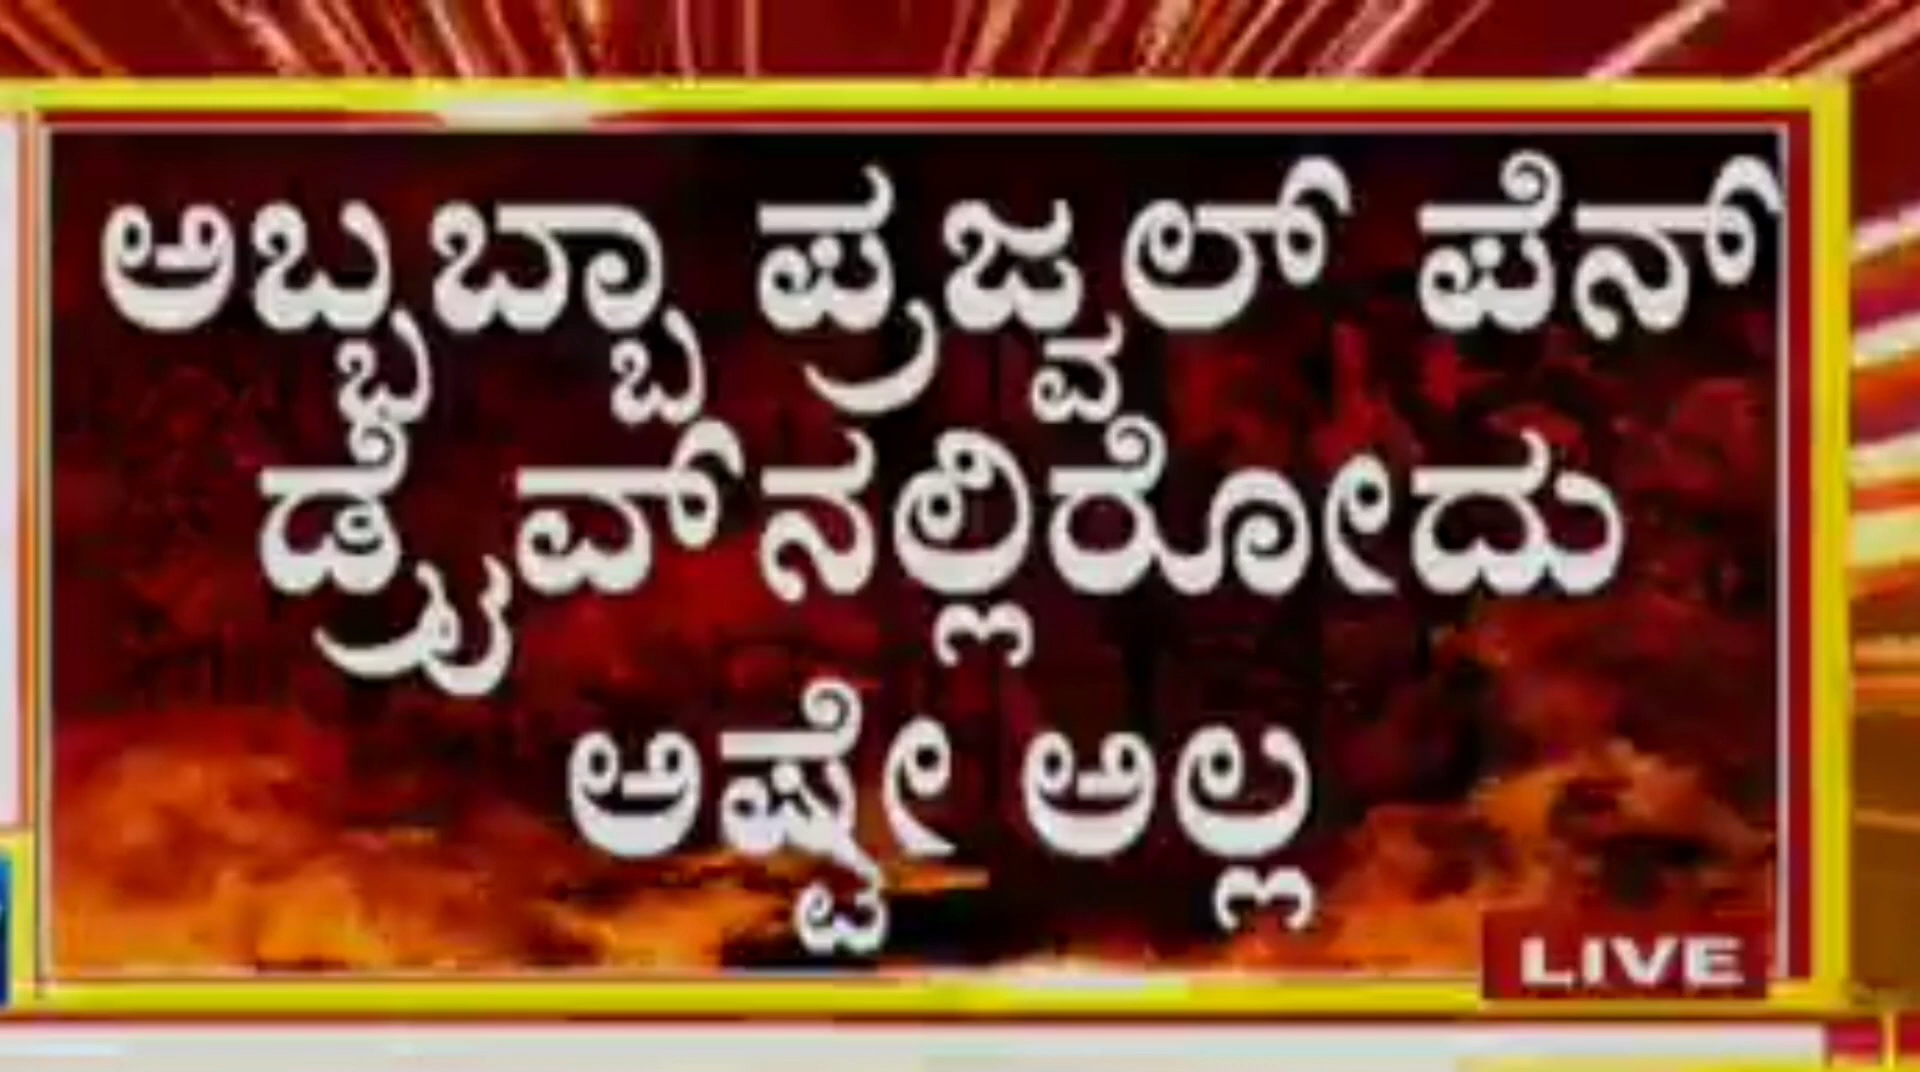 ಅಬ್ಬಬ್ಬಾ ಪ್ರಜ್ವಲ್ ಪೆನ್
ಡ್ರೈವ್‌ನಲ್ಲಿರೋದು
ಅಷ್ಟೇ ಅಲ್ಲ
LIVE